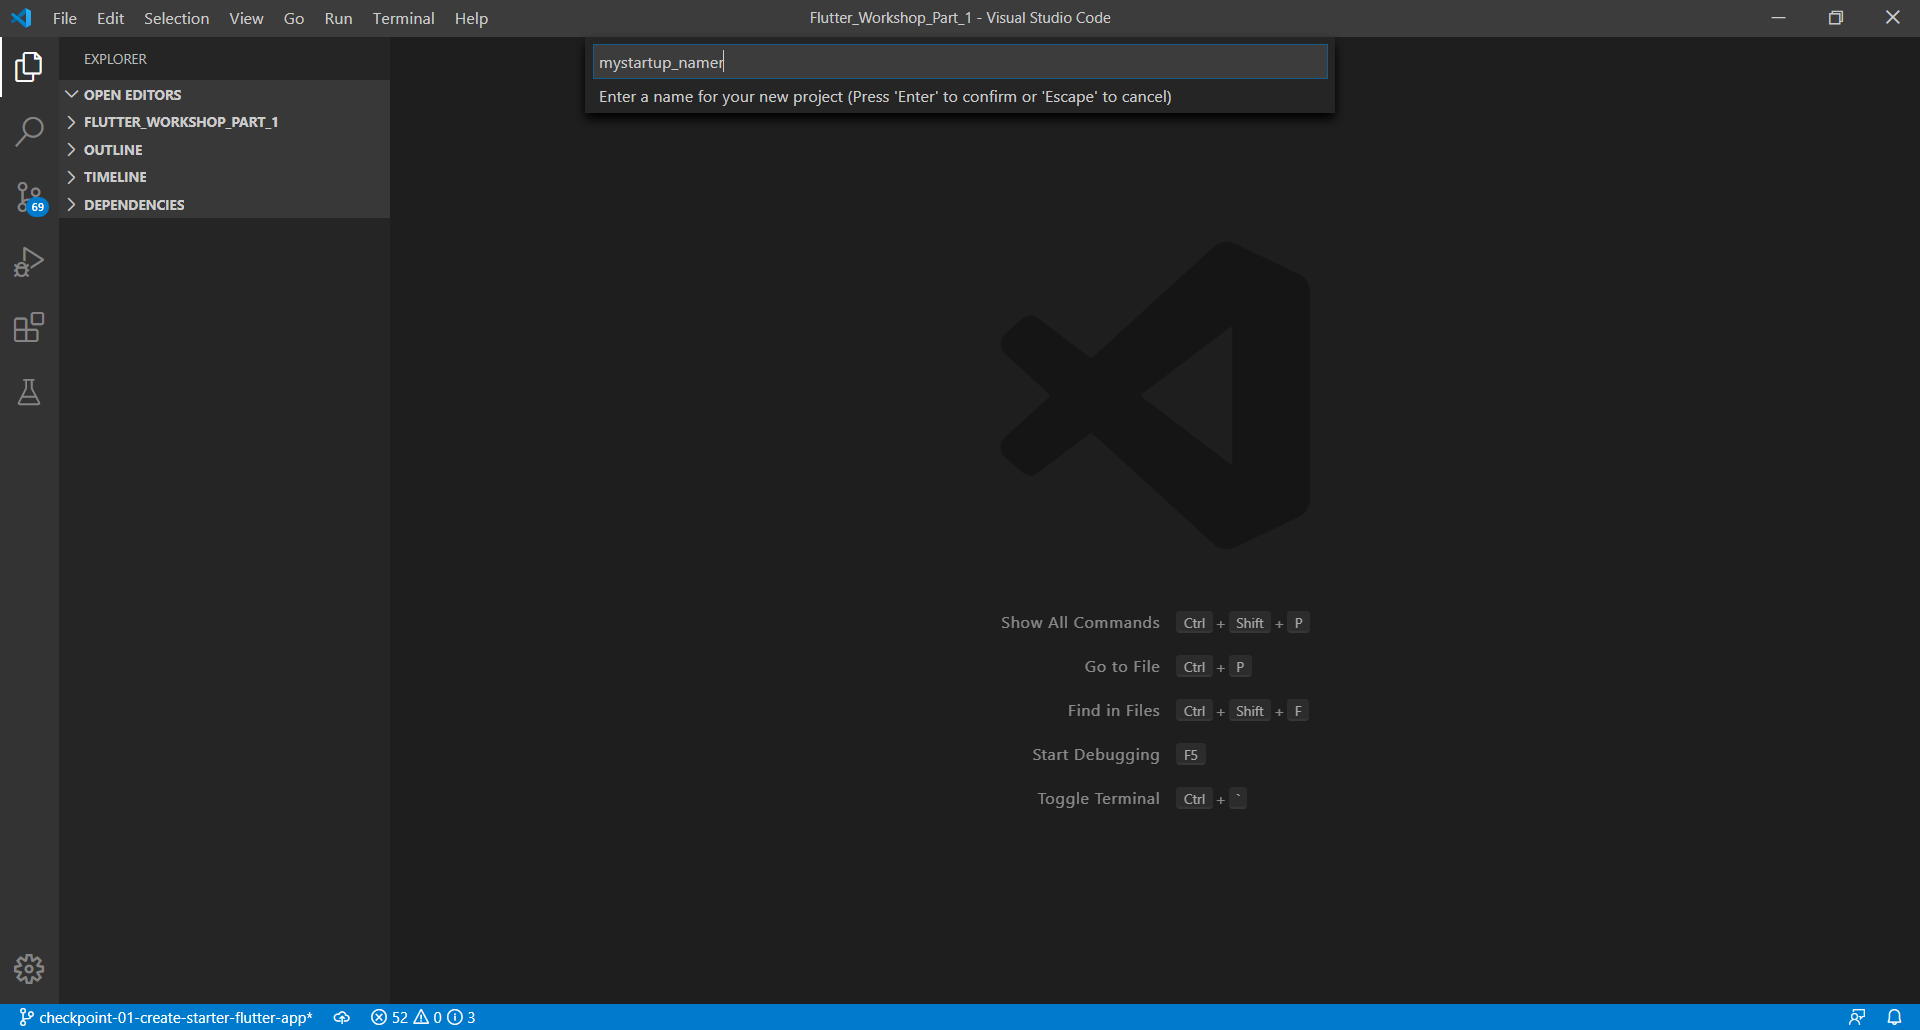 File Edit Selection View Go Run Terminal Help
Flutter_Workshop_Part_1 - Visual Studio Code
mystartup_namer
Enter a name for your new project (Press 'Enter' to confirm or 'Escape' to cancel)
EXPLORER
OPEN EDITORS
FLUTTER_WORKSHOP_PART_1
OUTLINE
TIMELINE
DEPENDENCIES
69
Show All Commands Ctrl + Shift + P
Go to File Ctrl + P
Find in Files Ctrl + Shift + F
Start Debugging F5
Toggle Terminal Ctrl + `
checkpoint-01-create-starter-flutter-app* 52 0 3